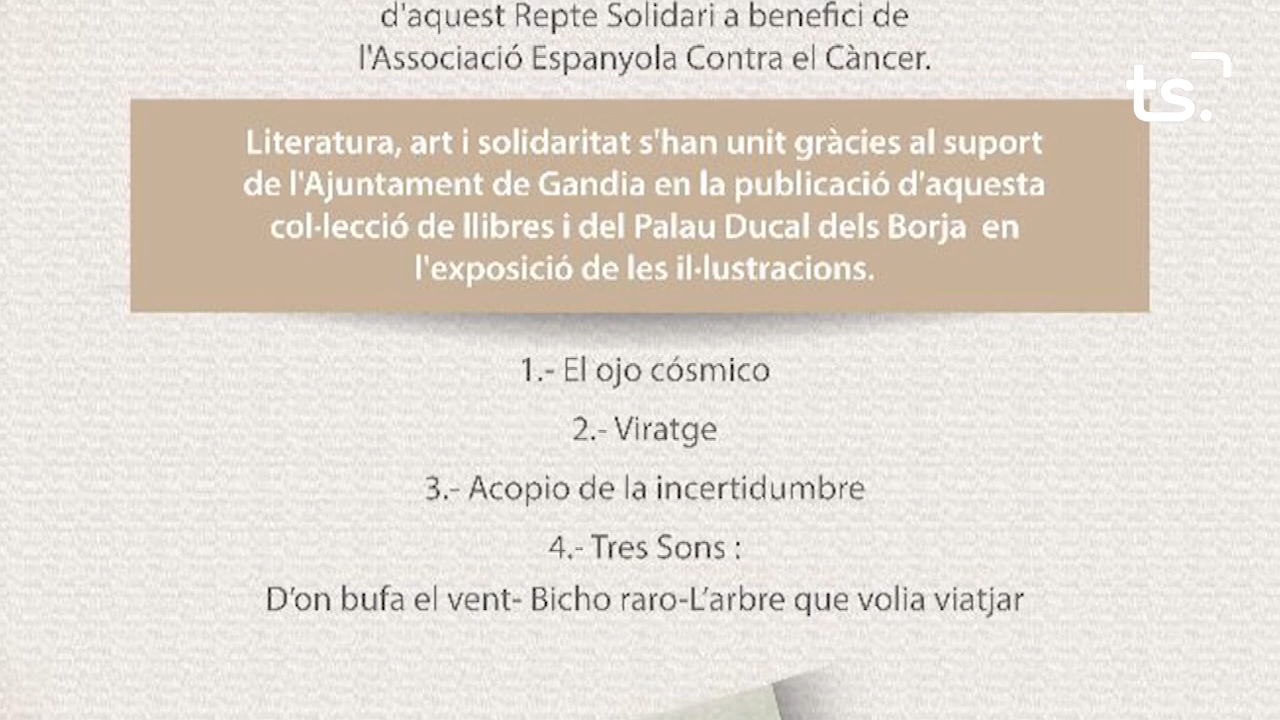 d'aquest Repte Solidari a benefici de
l'Associació Espanyola Contra el Càncer.
ts.
Literatura, art i solidaritat s'han unit gràcies al suport
de l'Ajuntament de Gandia en la publicació d'aquesta
col·lecció de llibres i del Palau Ducal dels Borja  en
l'exposició de les il·lustracions.
1.- El ojo cósmico
2.- Viratge
3.- Acopio de la incertidumbre
4.- Tres Sons :
D’on bufa el vent- Bicho raro-L’arbre que volia viatjar